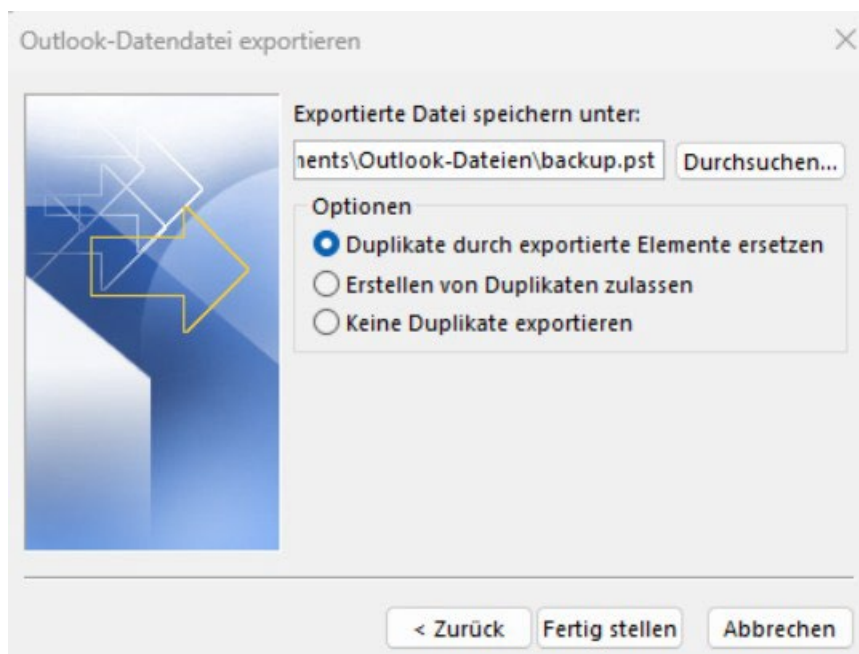 Outlook-Datendatei exportieren
Exportierte Datei speichern unter:
nents\Outlook-Dateien\backup.pst
Durchsuchen...
Optionen
Duplikate durch exportierte Elemente ersetzen
Erstellen von Duplikaten zulassen
Keine Duplikate exportieren
< Zurück
Fertig stellen
Abbrechen